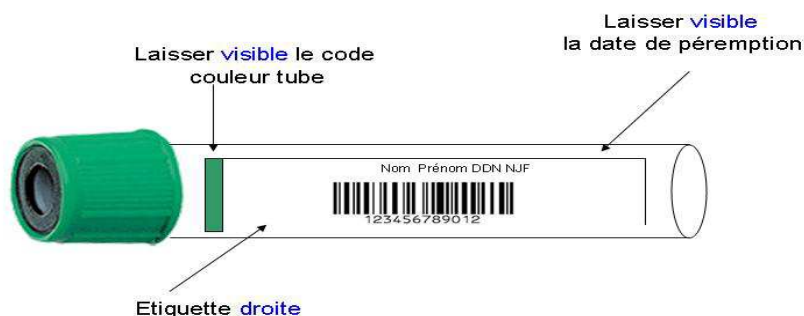 Laisser visible
la date de péremption
Laisser visible le code
couleur tube
Nom Prénom DDN NJF
123456789012
Etiquette droite